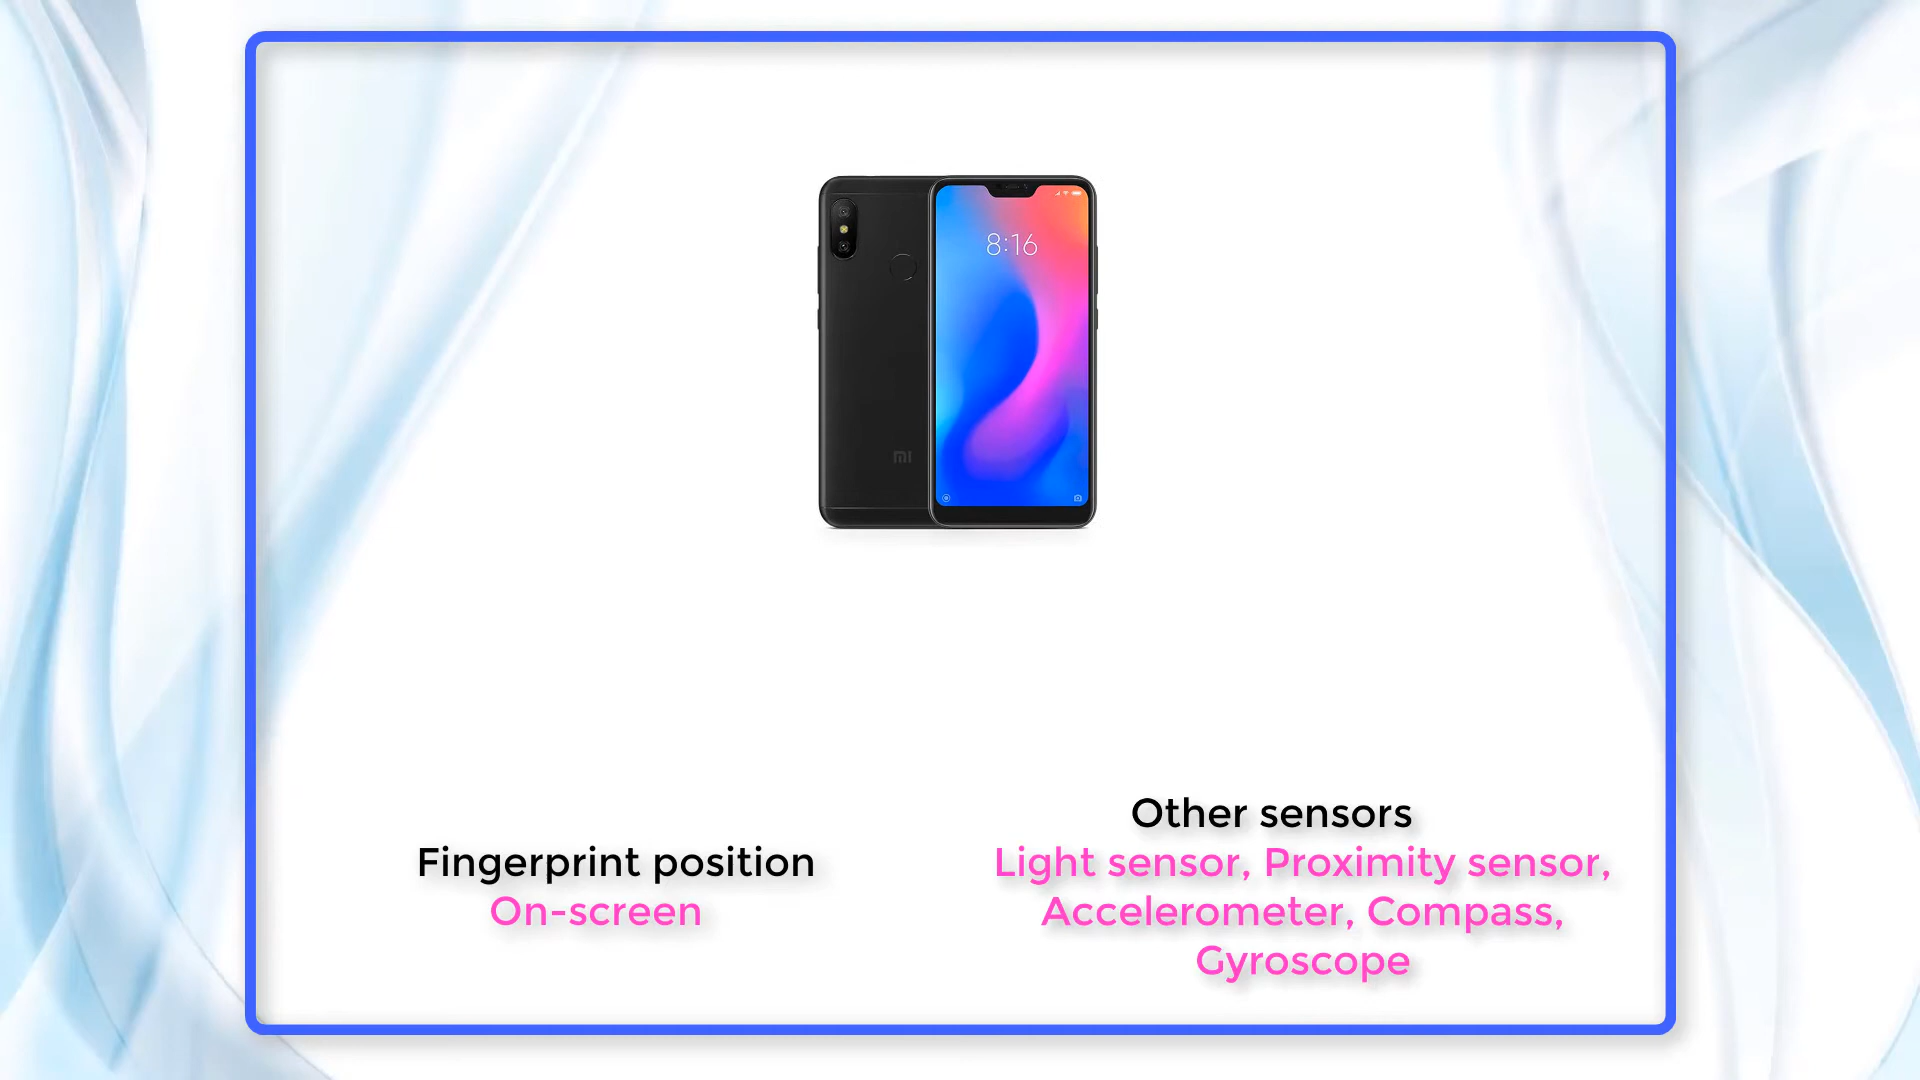 8:16
mi
Fingerprint position
On-screen
Other sensors
Light sensor, Proximity sensor,
Accelerometer, Compass,
Gyroscope